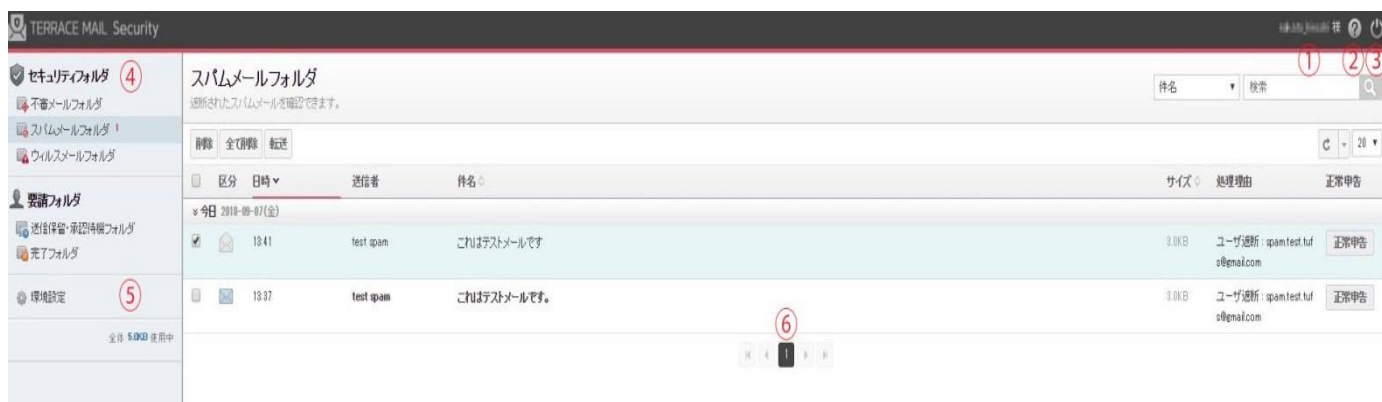 TERRACE MAIL Security
様
① ② ③
セキュリティフォルダ ④
不審メールフォルダ
スパムメールフォルダ 1
ウィルスメールフォルダ
要請フォルダ
送信保留・承認待機フォルダ
完了フォルダ
環境設定 ⑤
全体 5.0KB 使用中
スパムメールフォルダ
遮断されたスパムメールを確認できます。
件名 検索
削除 全て削除 転送
20
区分 日時 送信者 件名 サイズ 処理理由 正常申告
今日 2018-09-07(金)
13:41 test spam これはテストメールです 3.0KB ユーザ遮断 : spam.test.tuf 正常申告
s@gmail.com
13:37 test spam これはテストメールです。 3.0KB ユーザ遮断 : spam.test.tuf 正常申告
s@gmail.com
⑥
1